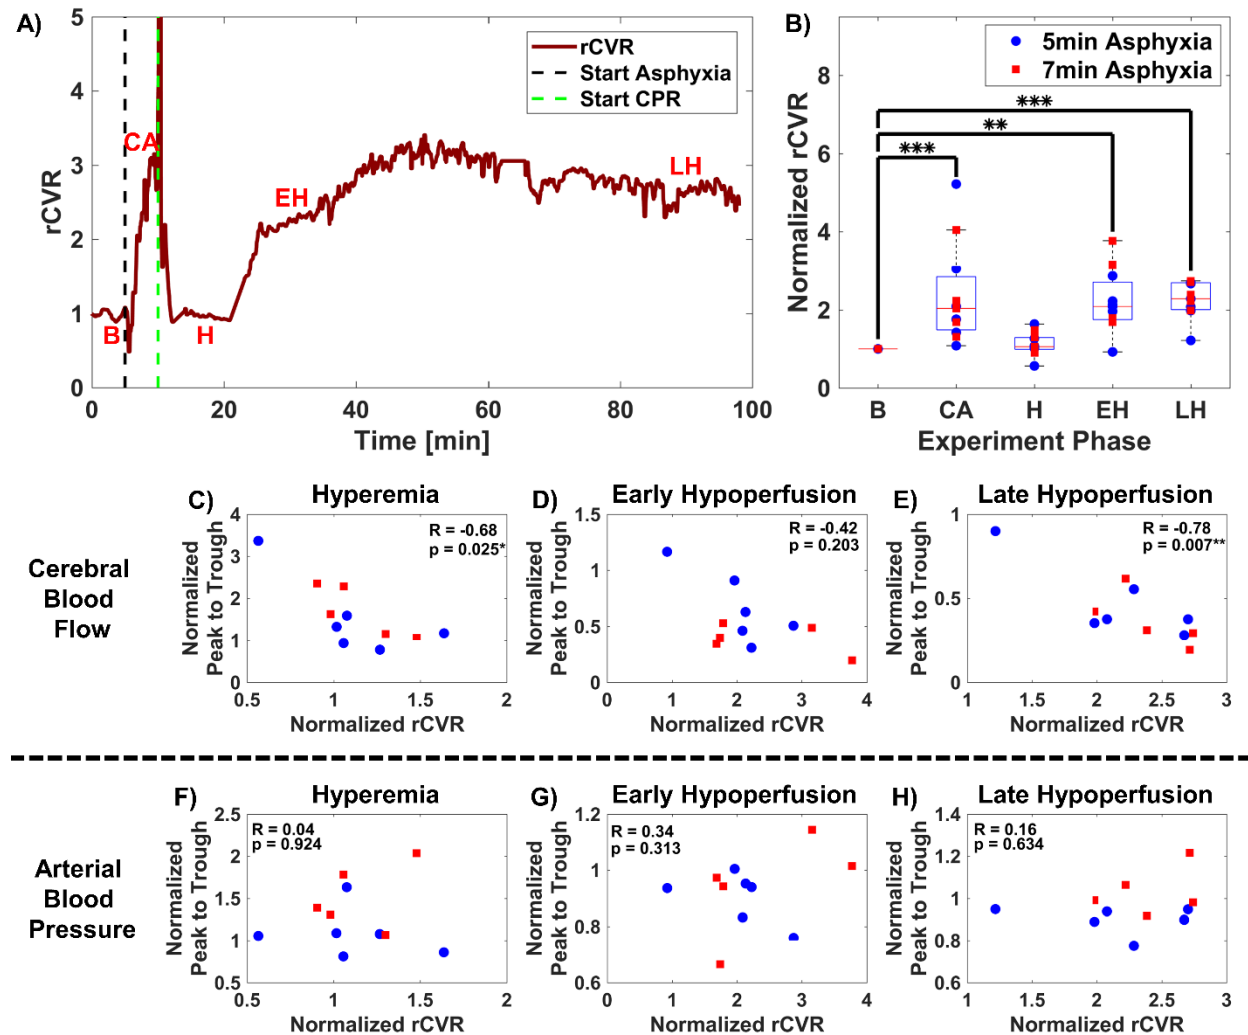 A)
rCVR
5
4
3
2
1
0
0
20
40
60
80
100
Time [min]
rCVR
Start Asphyxia
Start CPR
B
CA
H
EH
LH
B)
Normalized rCVR
8
6
4
2
0
B
CA
H
EH
LH
Experiment Phase
5min Asphyxia
7min Asphyxia
***
**
***
Cerebral
Blood
Flow
C)
Hyperemia
Normalized
Peak to Trough
4
3
2
1
0
0.5
1
1.5
2
Normalized rCVR
R = -0.68
p = 0.025*
D)
Early Hypoperfusion
Normalized
Peak to Trough
1.5
1
0.5
0
0
1
2
3
4
Normalized rCVR
R = -0.42
p = 0.203
E)
Late Hypoperfusion
Normalized
Peak to Trough
1
0.5
0
1
1.5
2
2.5
3
Normalized rCVR
R = -0.78
p = 0.007**
Arterial
Blood
Pressure
F)
Hyperemia
Normalized
Peak to Trough
2.5
2
1.5
1
0.5
0.5
1
1.5
2
Normalized rCVR
R = 0.04
p = 0.924
G)
Early Hypoperfusion
Normalized
Peak to Trough
1.2
1
0.8
0.6
0
1
2
3
4
Normalized rCVR
R = 0.34
p = 0.313
H)
Late Hypoperfusion
Normalized
Peak to Trough
1.4
1.2
1
0.8
0.6
1
1.5
2
2.5
3
Normalized rCVR
R = 0.16
p = 0.634